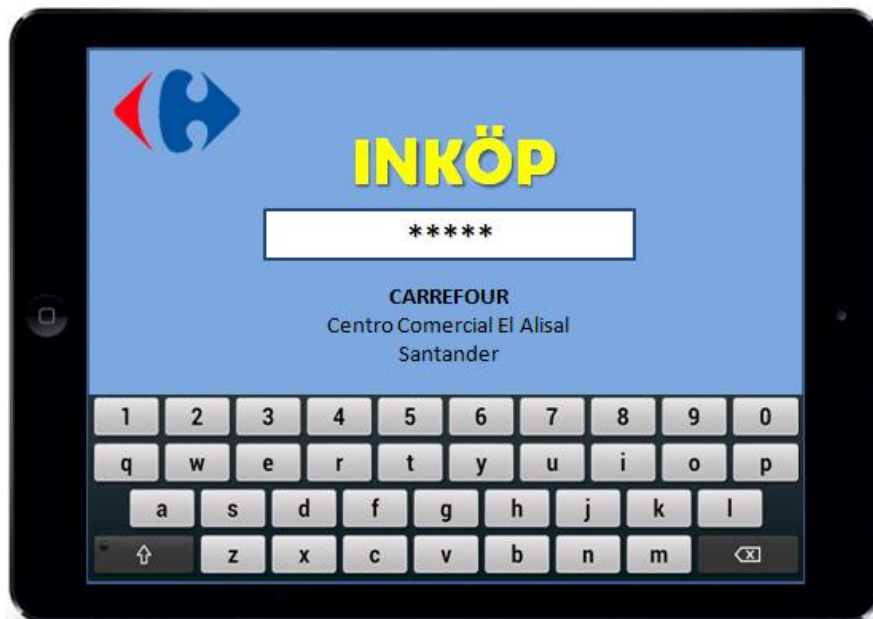 INKÖP
*****
CARREFOUR
Centro Comercial El Alisal
Santander
1 2 3 4 5 6 7 8 9 0
q w e r t y u i o p
a s d f g h j k l
z x c v b n m